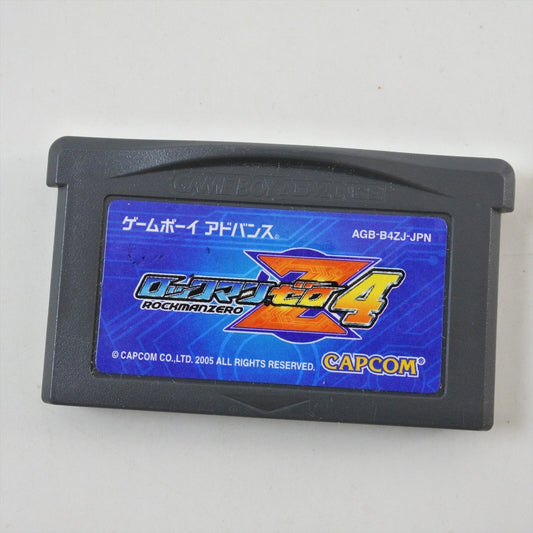 GAME BOY ADVANCE
ゲームボーイ アドバンス®
AGB-B4ZJ-JPN
ロックマン ゼロ 4
Z
ROCKMANZERO
© CAPCOM CO.,LTD. 2005 ALL RIGHTS RESERVED.
CAPCOM®